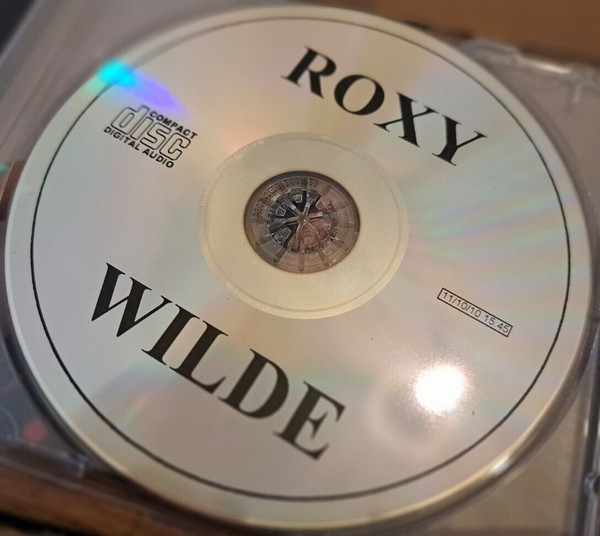 ROXY
COMPACT
disc
DIGITAL AUDIO
11/10/10 15:45
WILDE